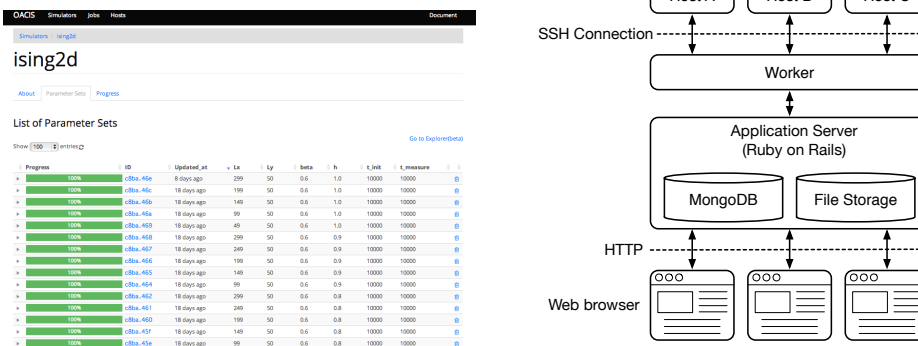 OACIS Simulators Jobs Hosts Document
Simulators ising2d
ising2d
About Parameter Sets Progress
List of Parameter Sets
Go to Explorer(beta)
Show 100 entries
Progress ID Updated_at Lx Ly beta h t_init t_measure
100% c8ba..46e 8 days ago 299 50 0.6 1.0 10000 10000
100% c8ba..46c 18 days ago 199 50 0.6 1.0 10000 10000
100% c8ba..46b 18 days ago 149 50 0.6 1.0 10000 10000
100% c8ba..46a 18 days ago 99 50 0.6 1.0 10000 10000
100% c8ba..469 18 days ago 49 50 0.6 1.0 10000 10000
100% c8ba..468 18 days ago 299 50 0.6 0.9 10000 10000
100% c8ba..467 18 days ago 249 50 0.6 0.9 10000 10000
100% c8ba..466 18 days ago 199 50 0.6 0.9 10000 10000
100% c8ba..465 18 days ago 149 50 0.6 0.9 10000 10000
100% c8ba..464 18 days ago 99 50 0.6 0.9 10000 10000
100% c8ba..462 18 days ago 299 50 0.6 0.8 10000 10000
100% c8ba..461 18 days ago 249 50 0.6 0.8 10000 10000
100% c8ba..460 18 days ago 199 50 0.6 0.8 10000 10000
100% c8ba..45f 18 days ago 149 50 0.6 0.8 10000 10000
100% c8ba..45e 18 days ago 99 50 0.6 0.8 10000 10000
SSH Connection
Worker
Application Server
(Ruby on Rails)
MongoDB File Storage
HTTP
Web browser